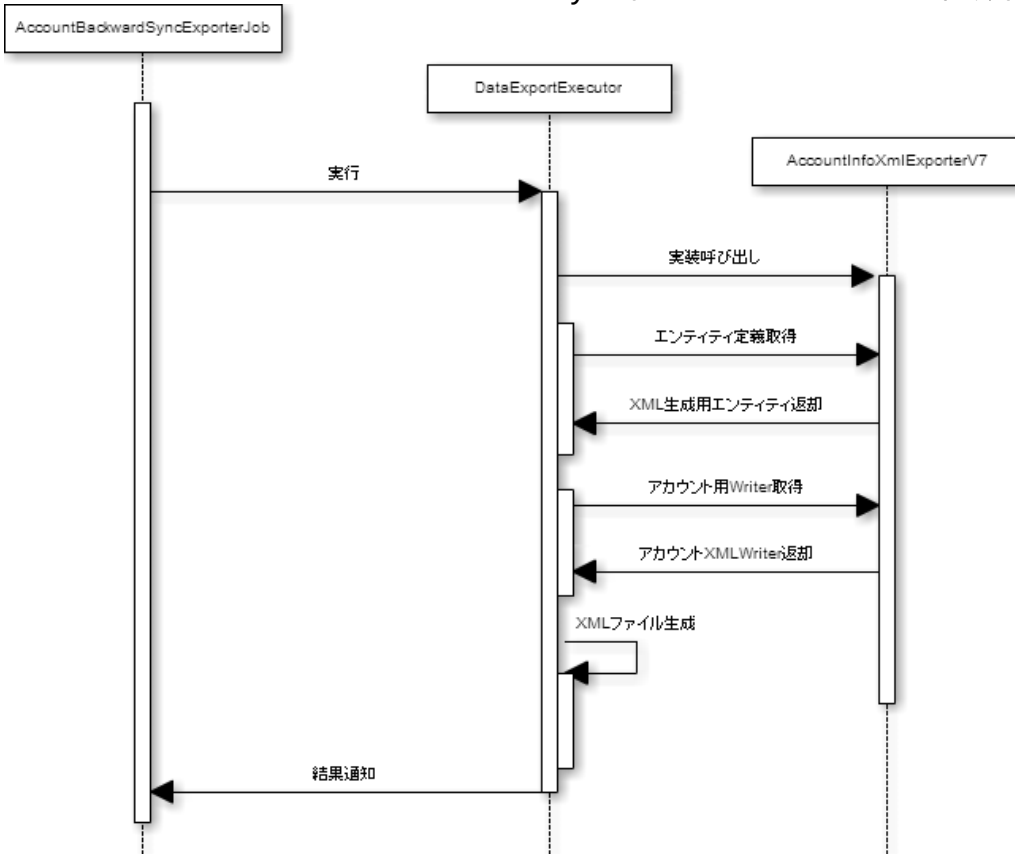 AccountBackwardSyncExporterJob
DataExportExecutor
AccountInfoXmlExporterV7
実行
実装呼び出し
エンティティ定義取得
XML生成用エンティティ返却
アカウント用Writer取得
アカウントXMLWriter返却
XMLファイル生成
結果通知